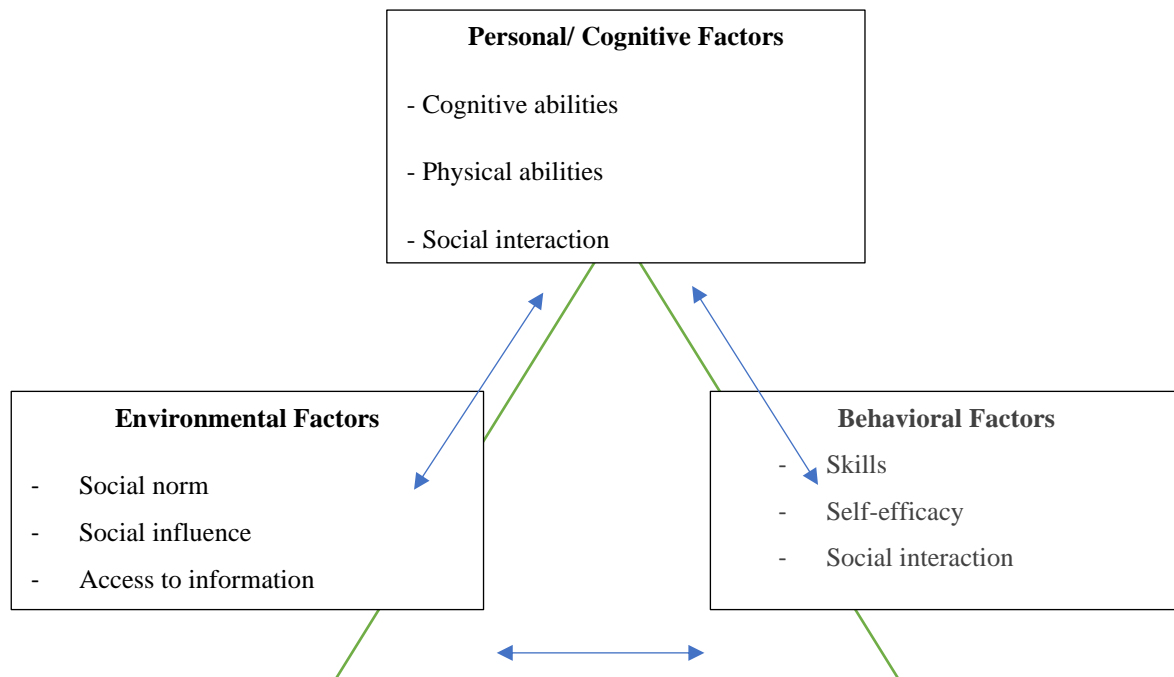 Personal/ Cognitive Factors
- Cognitive abilities
- Physical abilities
- Social interaction
Environmental Factors
- Social norm
- Social influence
- Access to information
Behavioral Factors
- Skills
- Self-efficacy
- Social interaction